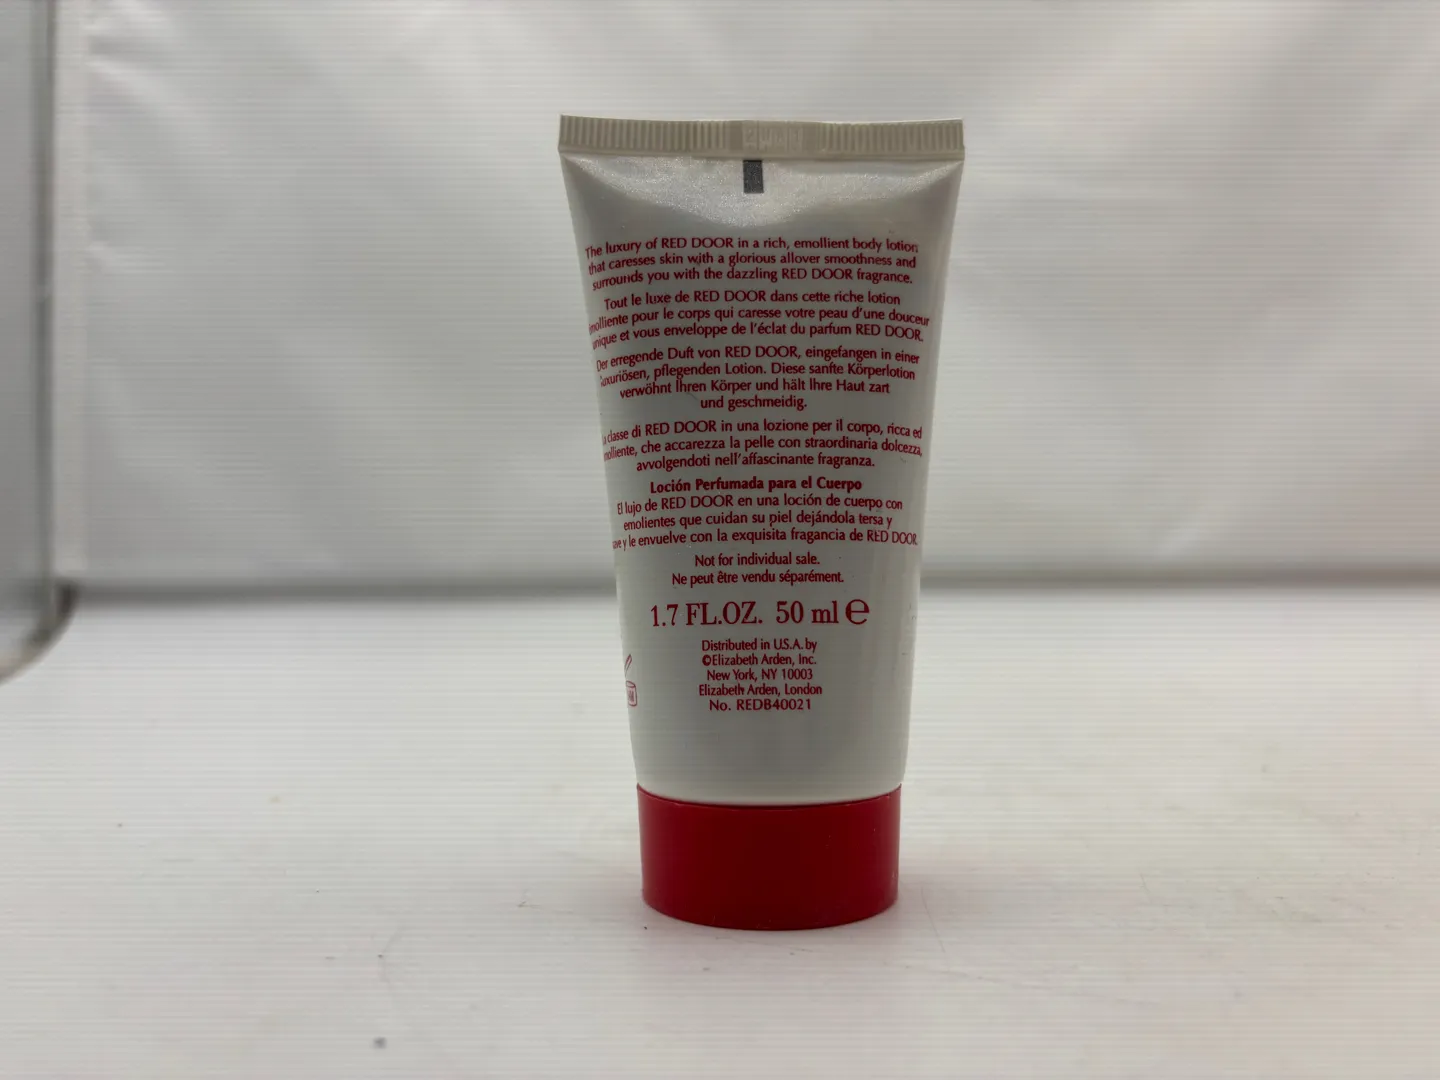 The luxury of RED DOOR in a rich, emollient body lotion
that caresses skin with a glorious allover smoothness and
surrounds you with the dazzling RED DOOR fragrance.
Tout le luxe de RED DOOR dans cette riche lotion
pour le corps qui caresse votre peau d'une douceur
et vous enveloppe de l'éclat du parfum RED DOOR.
Der erregende Duft von RED DOOR, eingefangen in einer
luxuriösen, pflegenden Lotion. Diese sanfte Körperlotion
verwöhnt Ihren Körper und hält Ihre Haut zart
und geschmeidig.
classe di RED DOOR in una lozione per il corpo, ricca ed
che accarezza la pelle con straordinaria dolcezza,
avvolgendoti nell'affascinante fragranza.
Loción Perfumada para el Cuerpo
El lujo de RED DOOR en una loción de cuerpo con
emolientes que cuidan su piel dejándola tersa y
y le envuelve con la exquisita fragancia de RED DOOR
Not for individual sale.
Ne peut être vendu séparément.
1.7 FL.OZ. 50 ml ℮
Distributed in U.S.A. by
©Elizabeth Arden, Inc.
New York, NY 10003
Elizabeth Arden, London
No. REDB40021